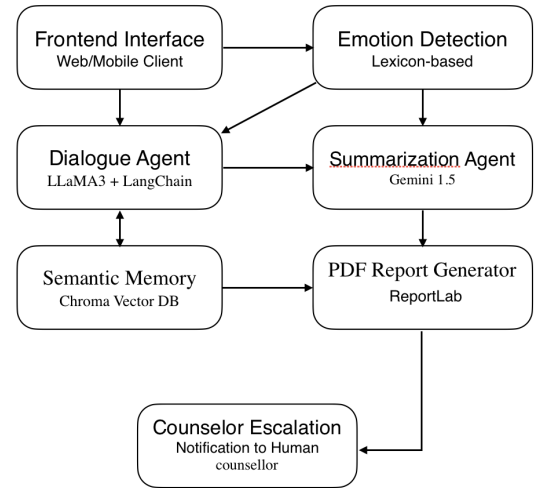 Frontend Interface
Web/Mobile Client
Emotion Detection
Lexicon-based
Dialogue Agent
LLaMA3 + LangChain
Summarization Agent
Gemini 1.5
Semantic Memory
Chroma Vector DB
PDF Report Generator
ReportLab
Counselor Escalation
Notification to Human
counsellor